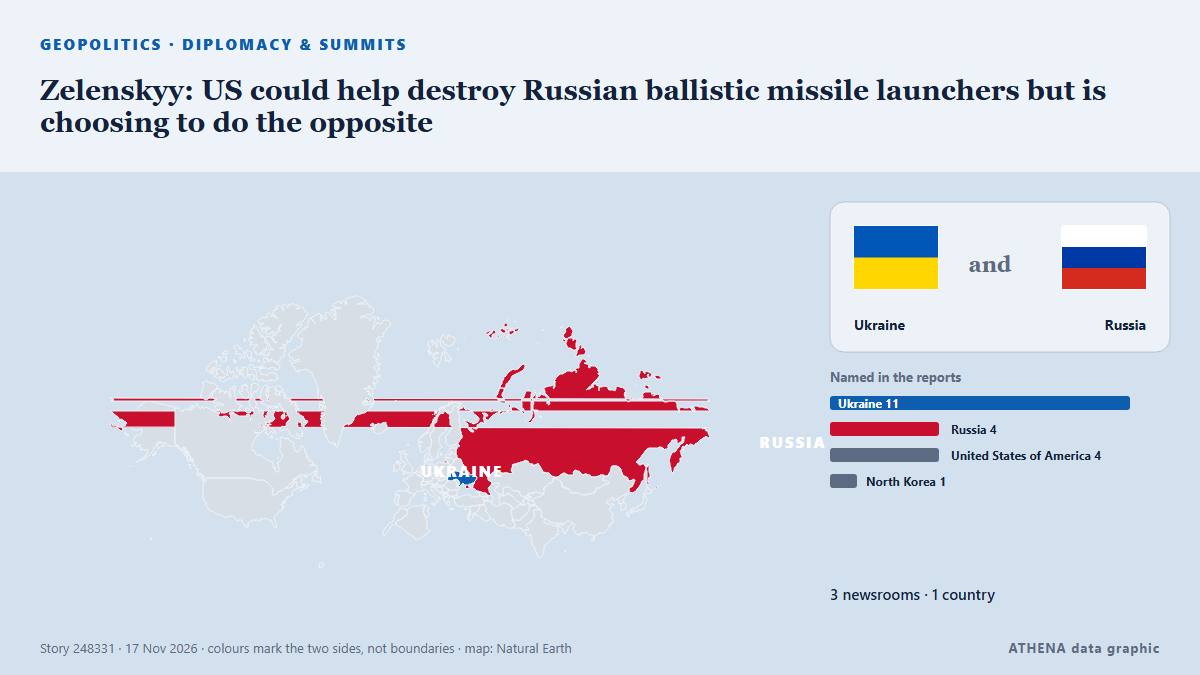 GEOPOLITICS · DIPLOMACY & SUMMITS
Zelenskyy: US could help destroy Russian ballistic missile launchers but is
choosing to do the opposite
and
Ukraine
Russia
Named in the reports
Ukraine 11
Russia 4
United States of America 4
North Korea 1
RUSSIA
UKRAINE
3 newsrooms · 1 country
Story 248331 · 17 Nov 2026 · colours mark the two sides, not boundaries · map: Natural Earth
ATHENA data graphic